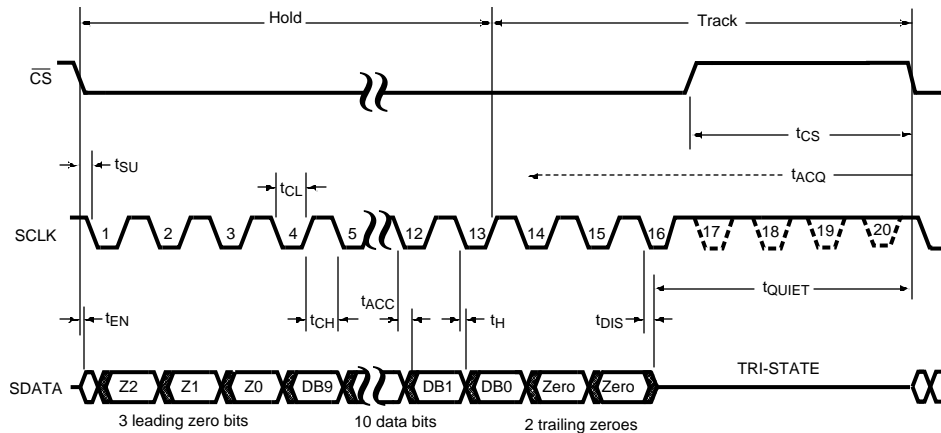 Hold Track
CS
tCS
tSU
tCL
tACQ
SCLK 1 2 3 4 5 12 13 14 15 16 17 18 19 20
tQUIET
tACC
tEN tCH tH tDIS
TRI-STATE
SDATA Z2 Z1 Z0 DB9 DB1 DB0 Zero Zero
3 leading zero bits 10 data bits 2 trailing zeroes